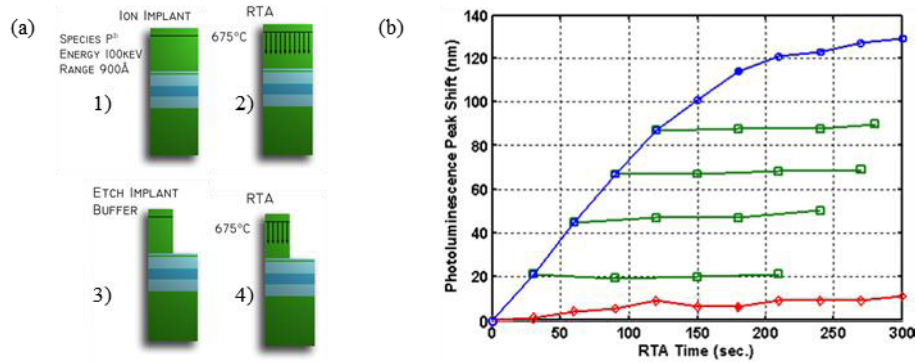 (a)
ION IMPLANT
SPECIES P²⁺
ENERGY 100KEV
RANGE 900Å
1)
RTA
675°C
2)
ETCH IMPLANT
BUFFER
3)
RTA
675°C
4)
(b)
Photoluminescence Peak Shift (nm)
140
120
100
80
60
40
20
0
0 50 100 150 200 250 300
RTA Time (sec.)